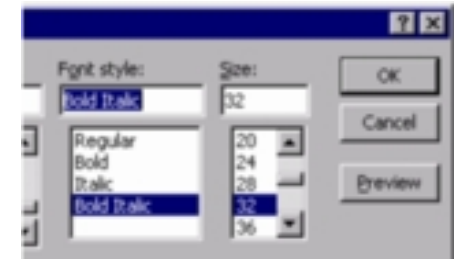 Font style:
Size:
OK
Bold Italic
32
Cancel
Regular
Bold
Italic
Bold Italic
20
24
28
32
36
Preview